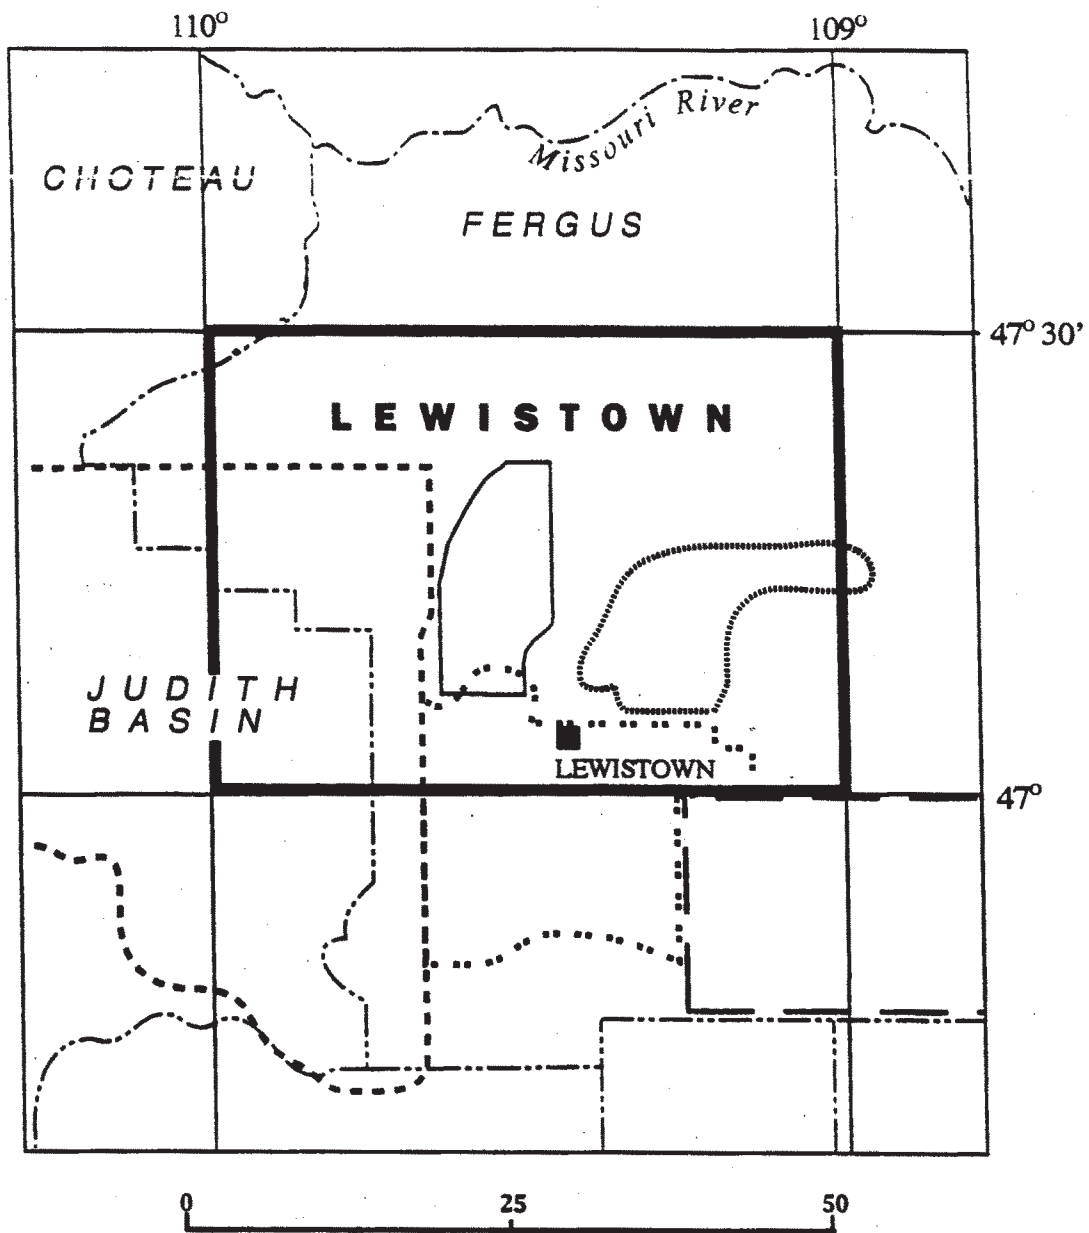 110° 109°
Missouri River
CHOTEAU
FERGUS
47° 30'
LEWISTOWN
JUDITH
BASIN
LEWISTOWN
47°
0 25 50